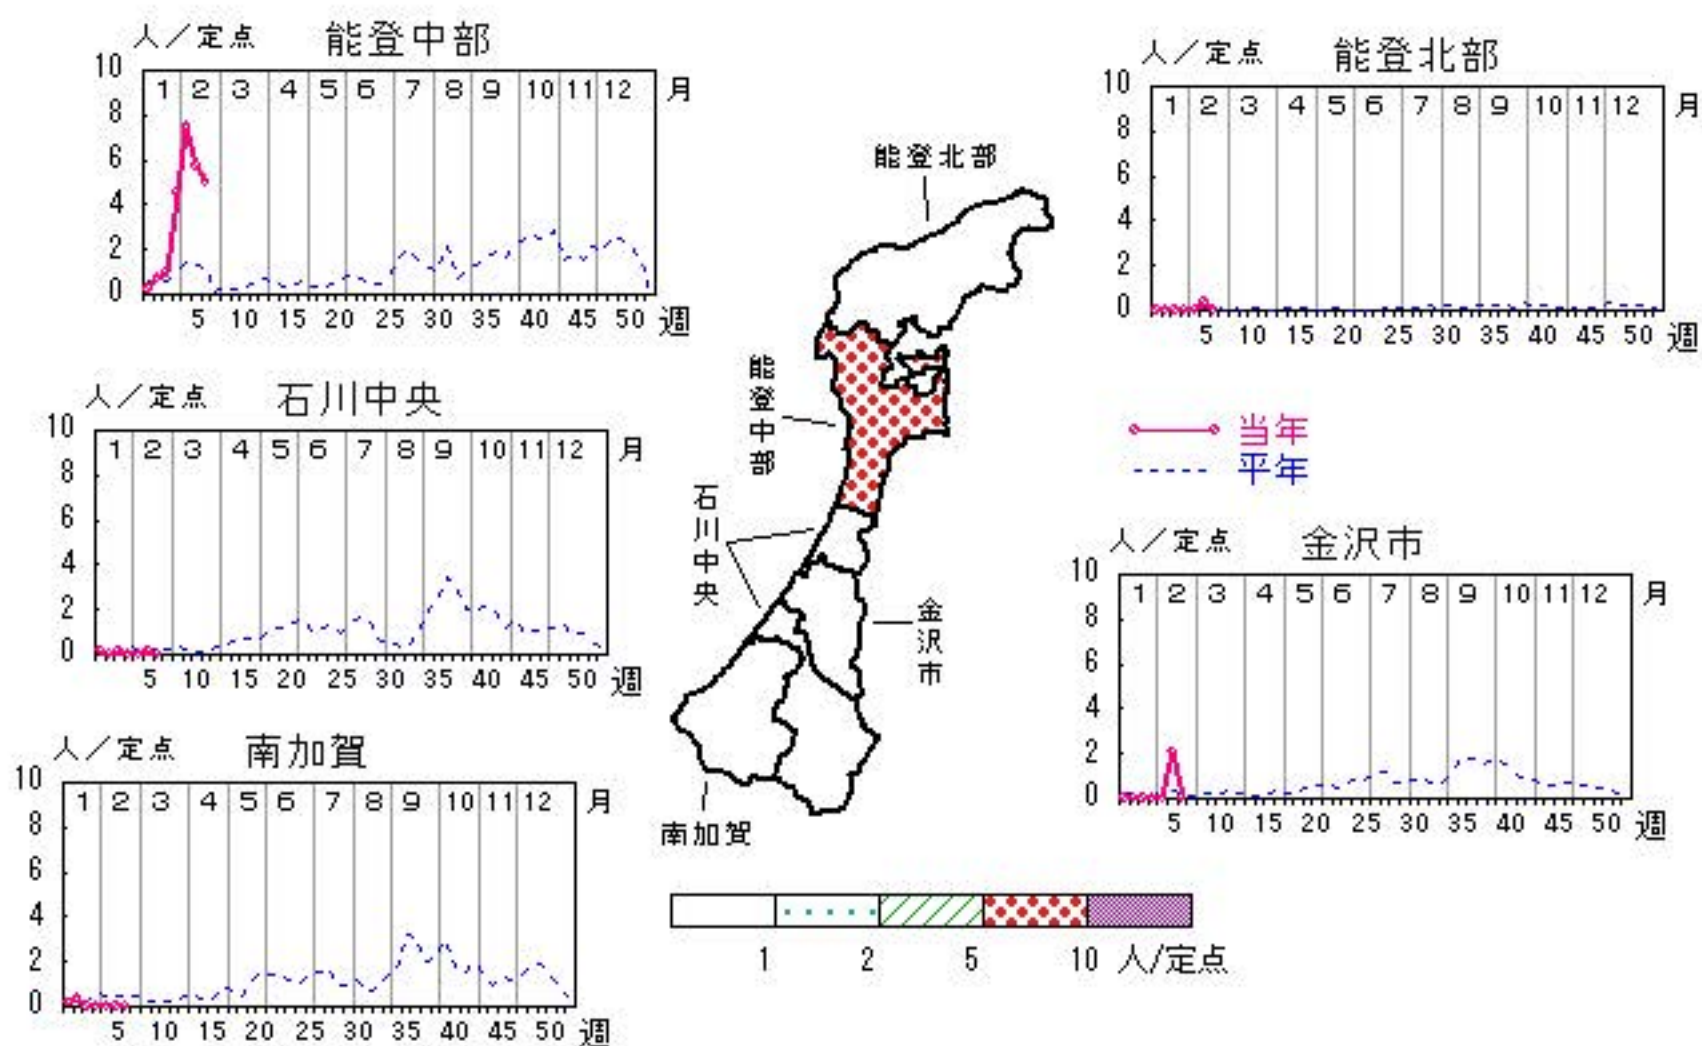 人／定点 能登中部
10 8 6 4 2 0
1 2 3 4 5 6 7 8 9 10 11 12 月
5 10 15 20 25 30 35 40 45 50 週
人／定点 能登北部
10 8 6 4 2 0
1 2 3 4 5 6 7 8 9 10 11 12 月
5 10 15 20 25 30 35 40 45 50 週
人／定点 石川中央
10 8 6 4 2 0
1 2 3 4 5 6 7 8 9 10 11 12 月
5 10 15 20 25 30 35 40 45 50 週
当年
平年
人／定点 金沢市
10 8 6 4 2 0
1 2 3 4 5 6 7 8 9 10 11 12 月
5 10 15 20 25 30 35 40 45 50 週
人／定点 南加賀
10 8 6 4 2 0
1 2 3 4 5 6 7 8 9 10 11 12 月
5 10 15 20 25 30 35 40 45 50 週
能登北部
能登中部
石川中央
金沢市
南加賀
1 2 5 10 人/定点